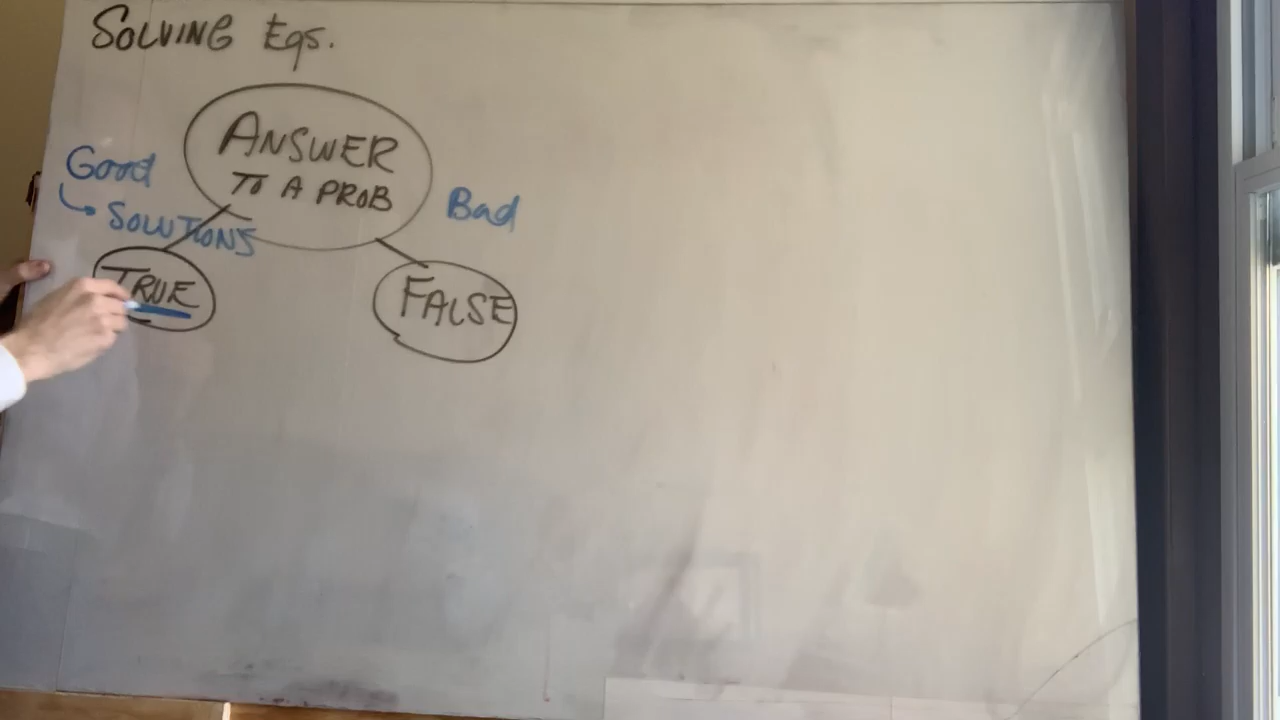 SOLVING Eqs.
ANSWER
TO A PROB
Good
SOLUTIONS
Bad
TRUE
FALSE